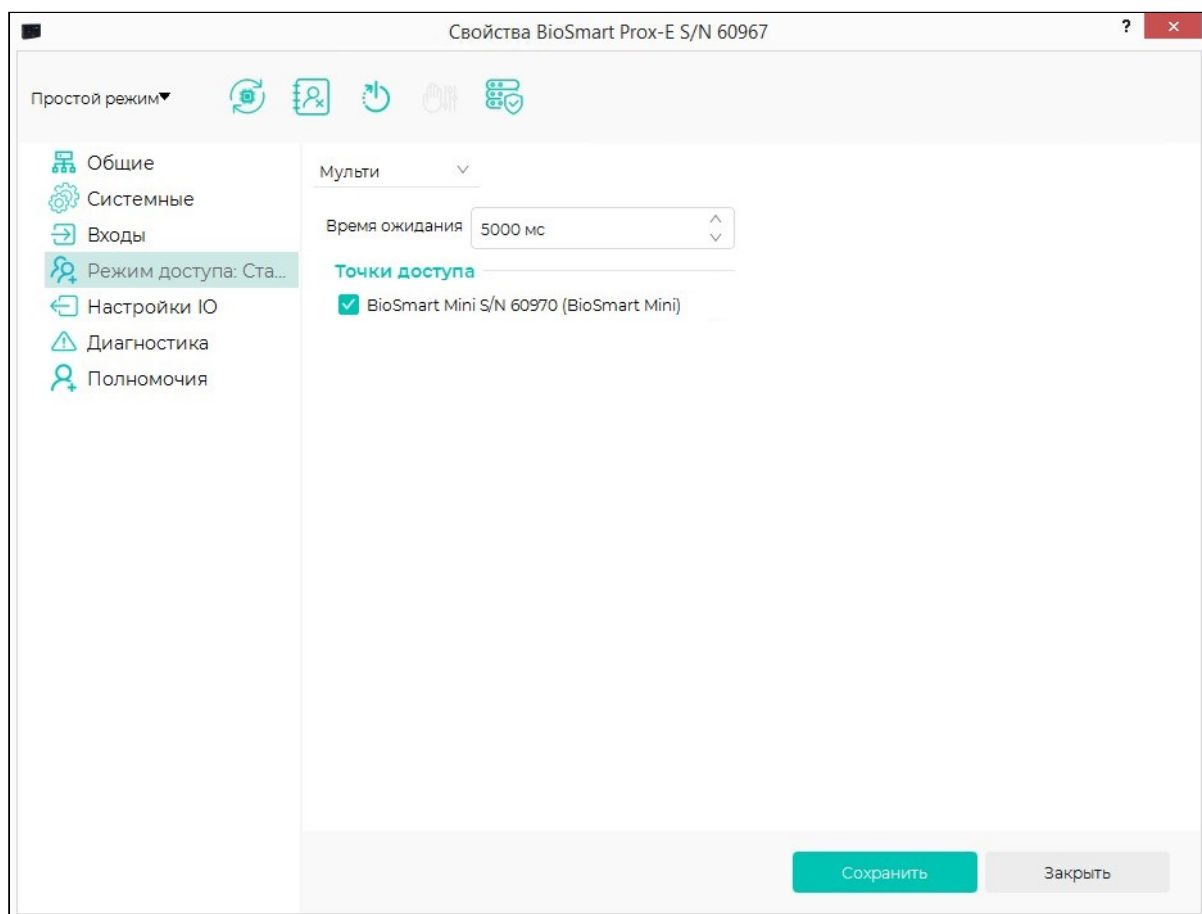 Свойства BioSmart Prox-E S/N 60967
?
Простой режим
Общие
Системные
Входы
Режим доступа: Ста...
Настройки IO
Диагностика
Полномочия
Мульти
Время ожидания 5000 мс
Точки доступа
BioSmart Mini S/N 60970 (BioSmart Mini)
Сохранить Закрыть